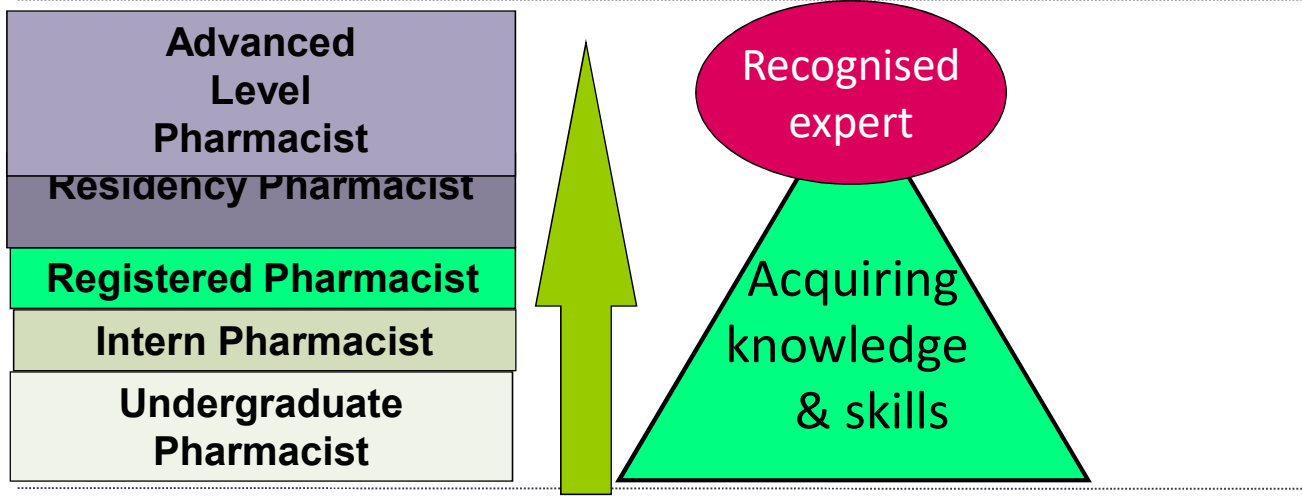 Advanced
Level
Pharmacist
Residency Pharmacist
Registered Pharmacist
Intern Pharmacist
Undergraduate
Pharmacist
Recognised
expert
Acquiring
knowledge
& skills